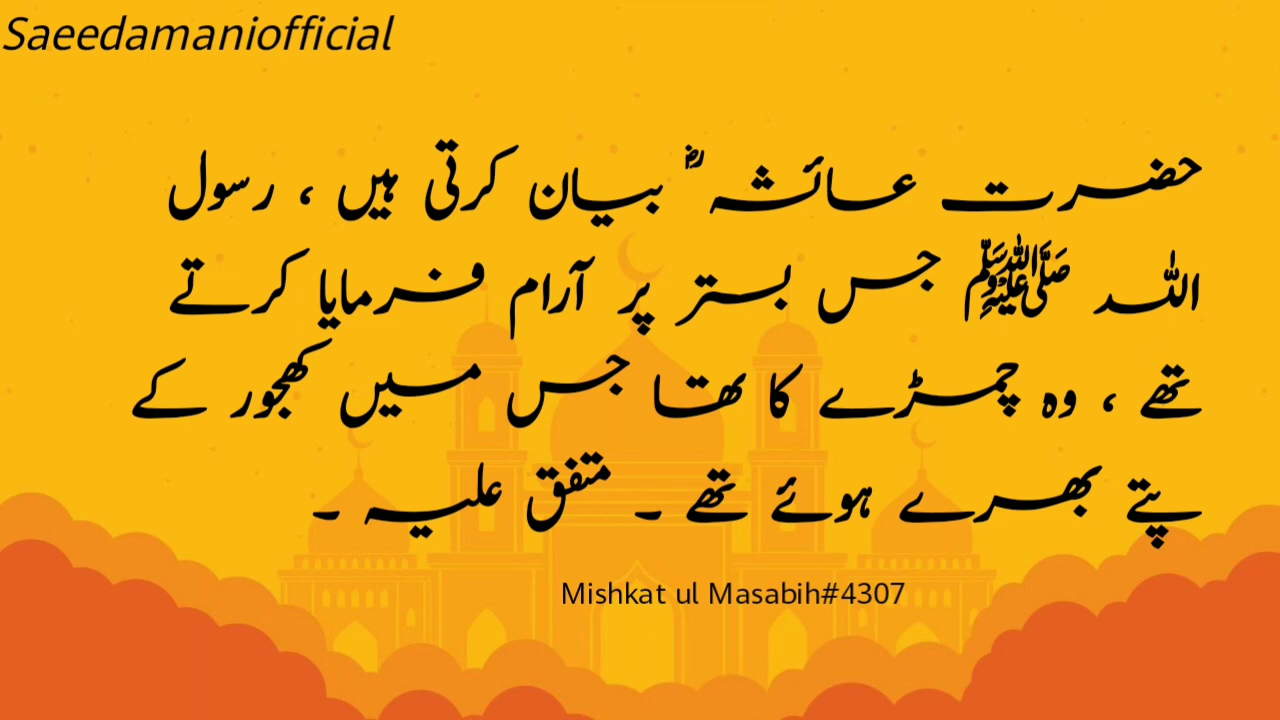 Saeedamaniofficial
حضرت عائشہ ؓ بیان کرتی ہیں ، رسول
اللہ ﷺ جس بستر پر آرام فرمایا کرتے
تھے ، وہ چمڑے کا تھا جس میں کھجور کے
پتے بھرے ہوئے تھے ۔ متفق علیہ ۔
Mishkat ul Masabih#4307